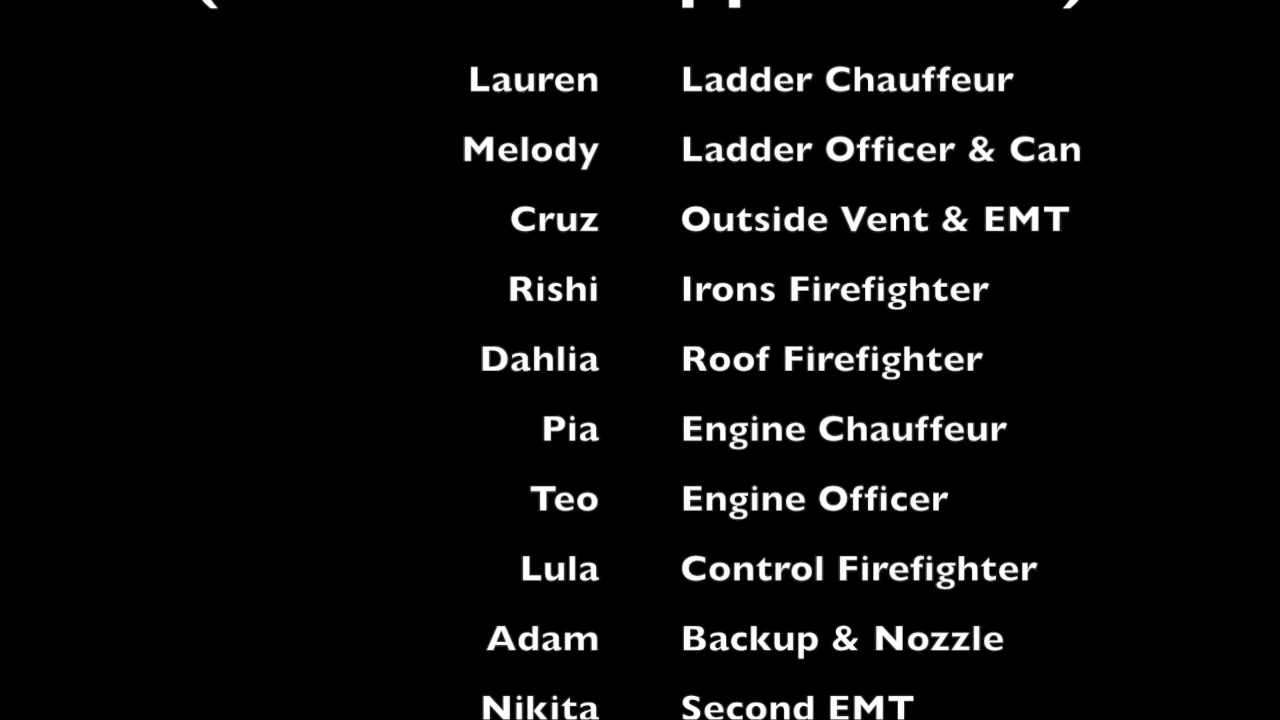 Lauren Ladder Chauffeur
Melody Ladder Officer & Can
Cruz Outside Vent & EMT
Rishi Irons Firefighter
Dahlia Roof Firefighter
Pia Engine Chauffeur
Teo Engine Officer
Lula Control Firefighter
Adam Backup & Nozzle
Nikita Second EMT